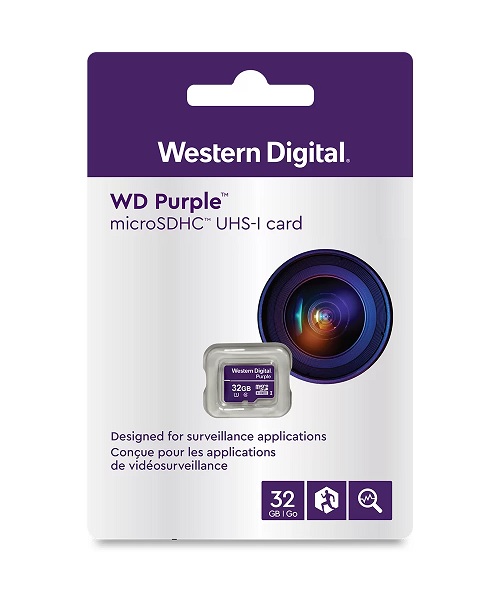 Western Digital.
WD Purple™
microSDHC™ UHS-I card
Western Digital
Purple
32GB
Designed for surveillance applications
Conçue pour les applications
de vidéosurveillance
32
GB | Go